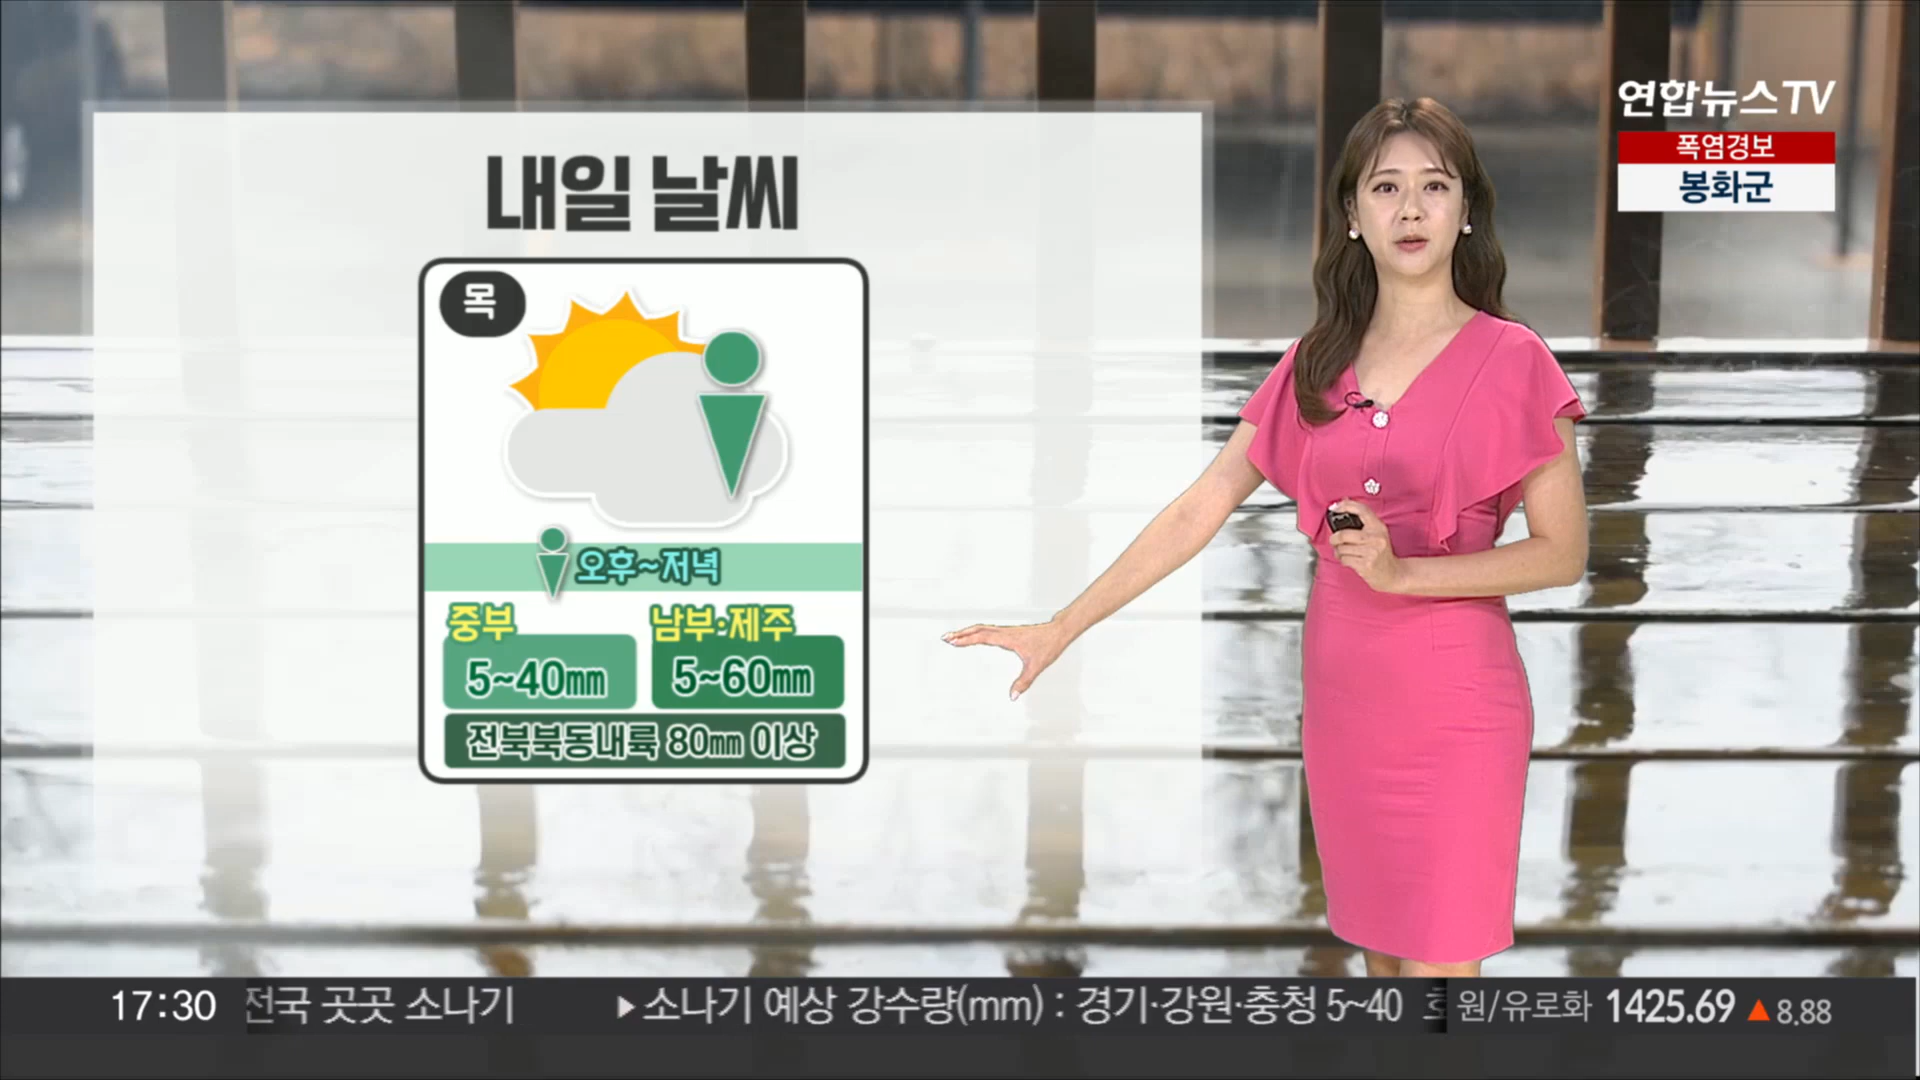 내일 날씨
목
오후~저녁
중부
남부·제주
5~40㎜
5~60㎜
전북북동내륙 80㎜ 이상
연합뉴스TV
폭염경보
봉화군
17:30
전국 곳곳 소나기
▶소나기 예상 강수량(mm) : 경기·강원·충청 5~40
원/유로화 1425.69 ▲8.88